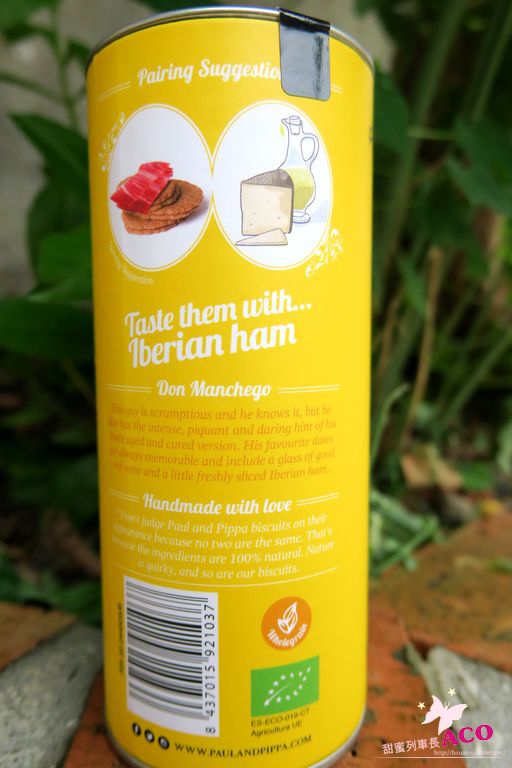 Pairing Suggestion
Serving Suggestion
Taste them with...
Iberian ham
Don Manchego
This guy is scrumptious and he knows it, but he
also has the intense, piquant and daring hint of his
more aged and cured version. His favourite dates
are always memorable and include a glass of good
red wine and a little freshly sliced Iberian ham.
Handmade with love
* Don't judge Paul and Pippa biscuits on their
appearance because no two are the same. That's
because the ingredients are 100% natural. Nature
is quirky, and so are our biscuits.
8 437015 921037
Wholegrain
ES-ECO-019-CT
Agricultura UE
WWW.PAULANDPIPPA.COM
甜蜜列車長 ACO